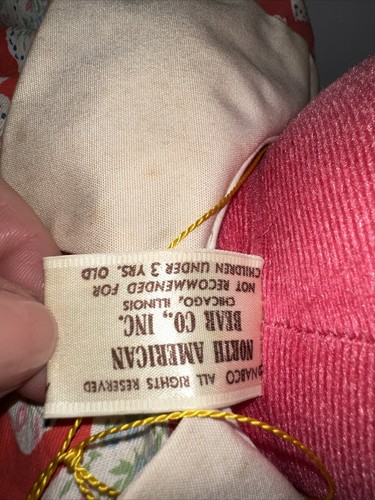 ©NABCO ALL RIGHTS RESERVED
NORTH AMERICAN
BEAR CO., INC.
CHICAGO, ILLINOIS
NOT RECOMMENDED FOR
CHILDREN UNDER 3 YRS. OLD